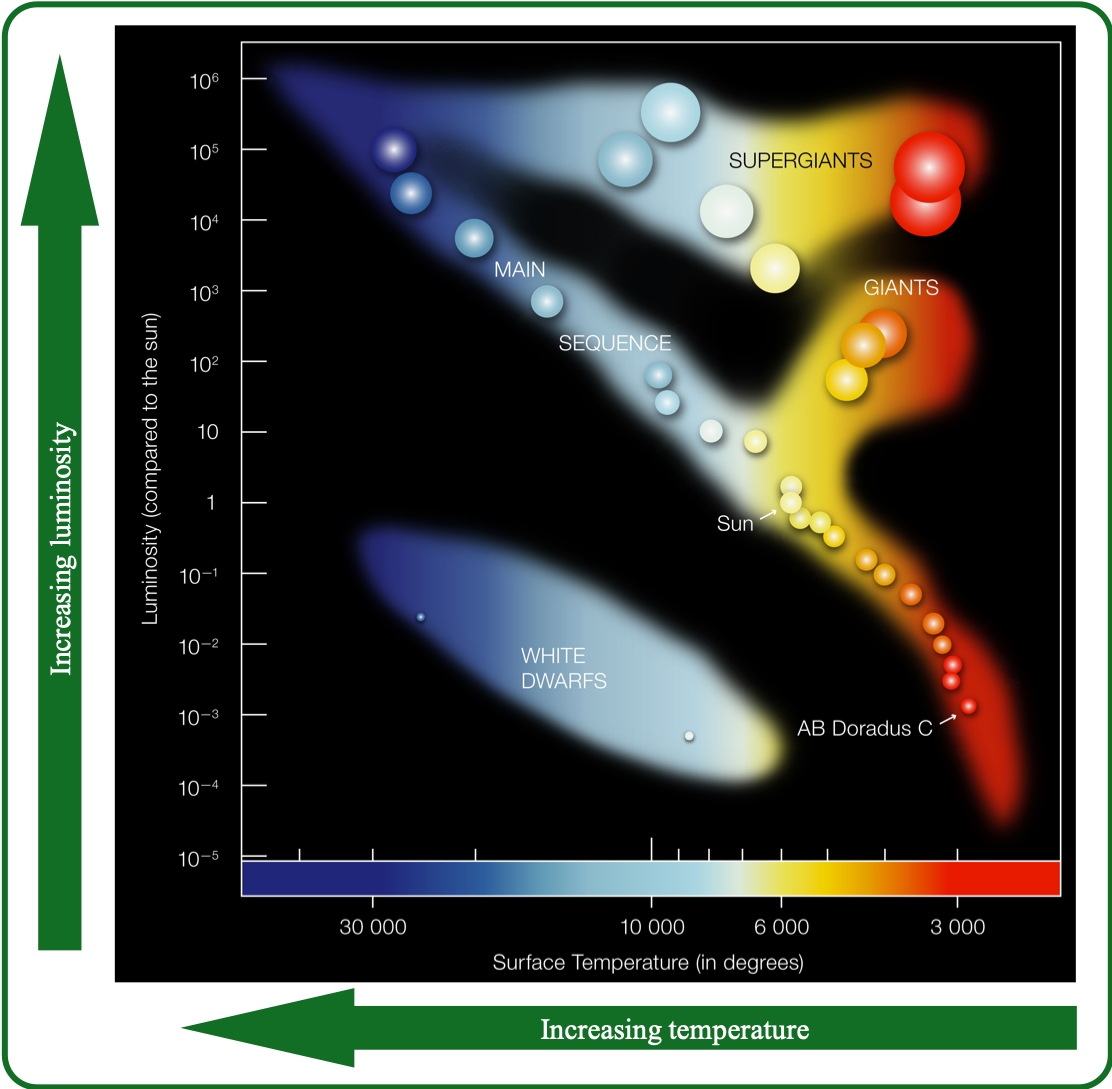 10⁶
10⁵
10⁴
10³
10²
10
1
10⁻¹
10⁻²
10⁻³
10⁻⁴
10⁻⁵
Increasing luminosity
Luminosity (compared to the sun)
SUPERGIANTS
MAIN
GIANTS
SEQUENCE
Sun
WHITE
DWARFS
AB Doradus C
30 000
10 000
6 000
3 000
Surface Temperature (in degrees)
Increasing temperature